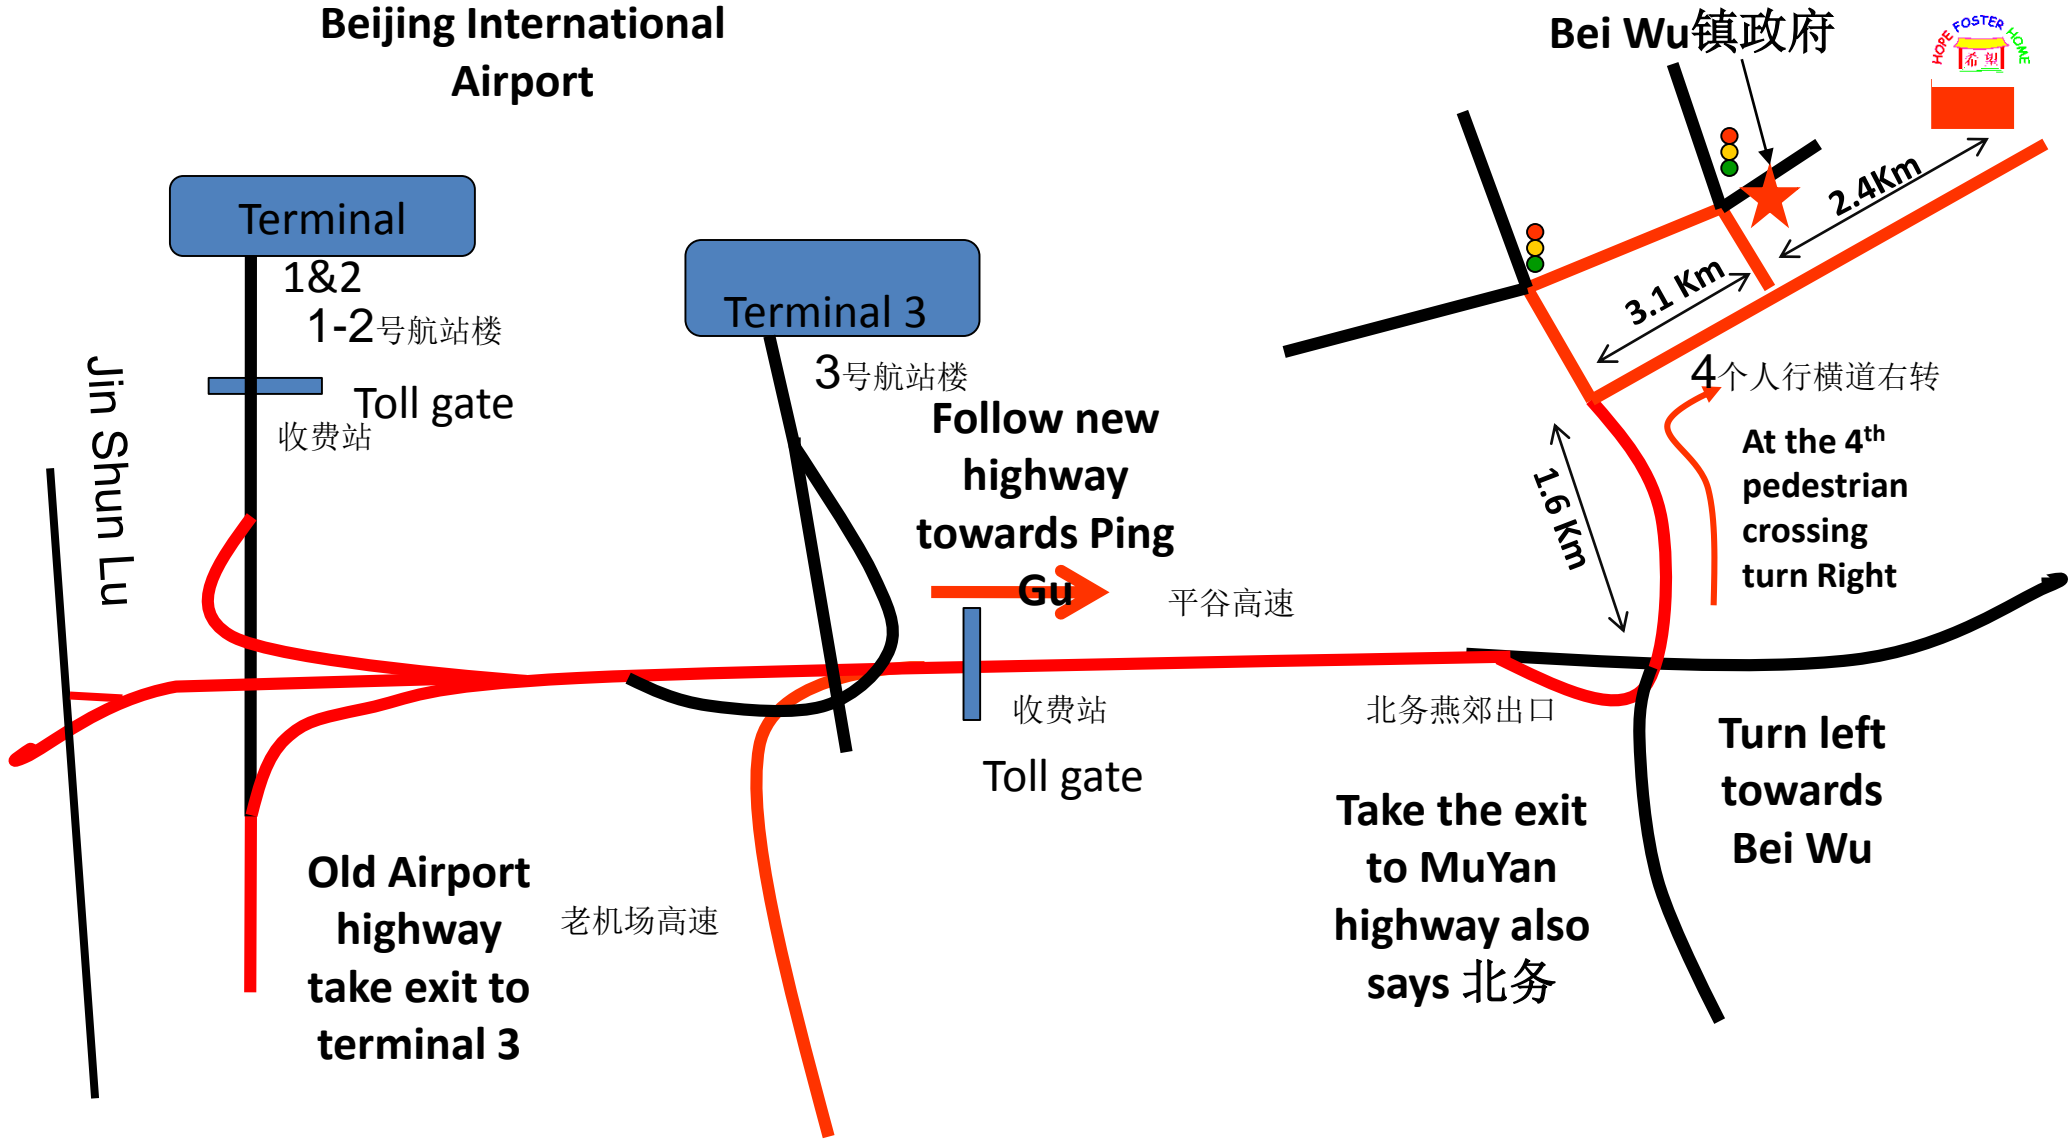 Beijing International
Airport
Bei Wu镇政府
HOPE FOSTER HOME
希望
Terminal
1&2
1-2号航站楼
Toll gate
收费站
Jin Shun Lu
Terminal 3
3号航站楼
Follow new
highway
towards Ping
Gu
平谷高速
收费站
Toll gate
2.4Km
3.1 Km
1.6 Km
4个人行横道右转
At the 4th
pedestrian
crossing
turn Right
北务燕郊出口
Turn left
towards
Bei Wu
Take the exit
to MuYan
highway also
says 北务
Old Airport
highway
take exit to
terminal 3
老机场高速